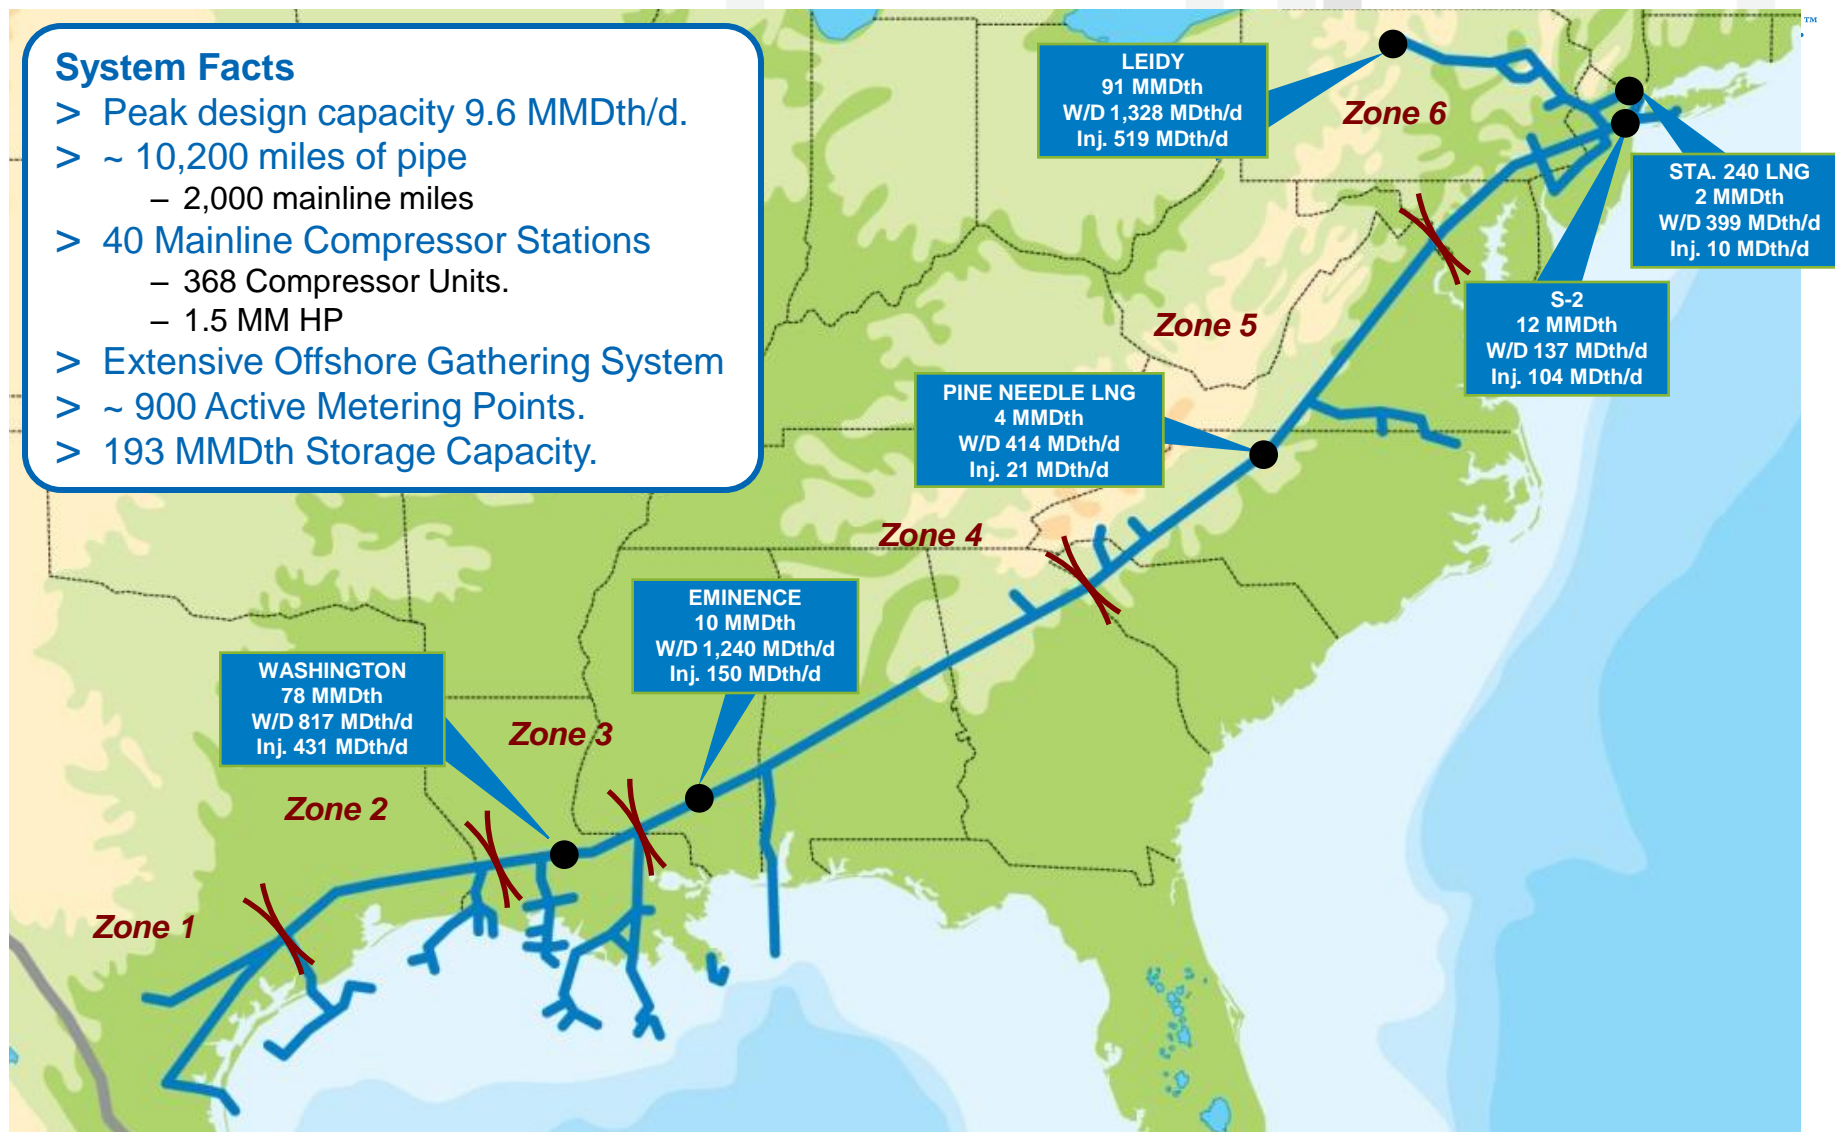 ™
System Facts
> Peak design capacity 9.6 MMDth/d.
> ~ 10,200 miles of pipe
– 2,000 mainline miles
> 40 Mainline Compressor Stations
– 368 Compressor Units.
– 1.5 MM HP
> Extensive Offshore Gathering System
> ~ 900 Active Metering Points.
> 193 MMDth Storage Capacity.
LEIDY
91 MMDth
W/D 1,328 MDth/d
Inj. 519 MDth/d
Zone 6
STA. 240 LNG
2 MMDth
W/D 399 MDth/d
Inj. 10 MDth/d
S-2
12 MMDth
W/D 137 MDth/d
Inj. 104 MDth/d
Zone 5
PINE NEEDLE LNG
4 MMDth
W/D 414 MDth/d
Inj. 21 MDth/d
Zone 4
EMINENCE
10 MMDth
W/D 1,240 MDth/d
Inj. 150 MDth/d
WASHINGTON
78 MMDth
W/D 817 MDth/d
Inj. 431 MDth/d
Zone 3
Zone 2
Zone 1